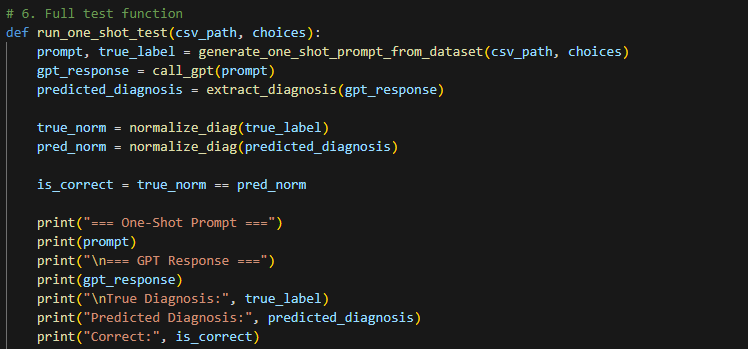 # 6. Full test function
def run_one_shot_test(csv_path, choices):
    prompt, true_label = generate_one_shot_prompt_from_dataset(csv_path, choices)
    gpt_response = call_gpt(prompt)
    predicted_diagnosis = extract_diagnosis(gpt_response)

    true_norm = normalize_diag(true_label)
    pred_norm = normalize_diag(predicted_diagnosis)

    is_correct = true_norm == pred_norm

    print("=== One-Shot Prompt ===")
    print(prompt)
    print("\n=== GPT Response ===")
    print(gpt_response)
    print("\nTrue Diagnosis:", true_label)
    print("Predicted Diagnosis:", predicted_diagnosis)
    print("Correct:", is_correct)